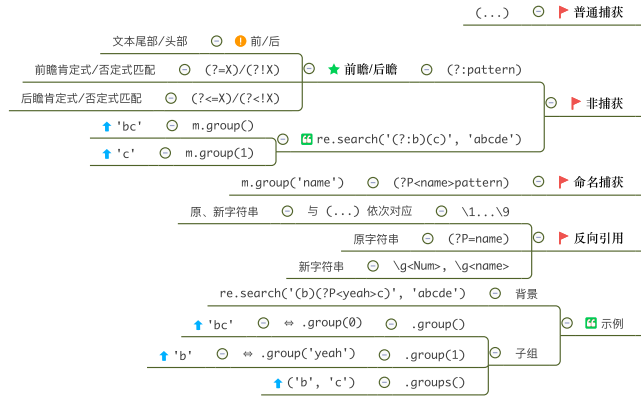 (...) 普通捕获
文本尾部/头部 前/后
前瞻肯定式/否定式匹配 (?=X)/(?!X) 前瞻/后瞻 (?:pattern)
后瞻肯定式/否定式匹配 (?<=X)/(?<!X)
非捕获
'bc' m.group()
re.search('(?:b)(c)', 'abcde')
'c' m.group(1)
m.group('name') (?P<name>pattern) 命名捕获
原、新字符串 与 (...) 依次对应 \1...\9
原字符串 (?P=name) 反向引用
新字符串 \g<Num>, \g<name>
re.search('(b)(?P<yeah>c)', 'abcde') 背景
'bc' ⇔ .group(0) .group() 示例
'b' ⇔ .group('yeah') .group(1) 子组
('b', 'c') .groups()